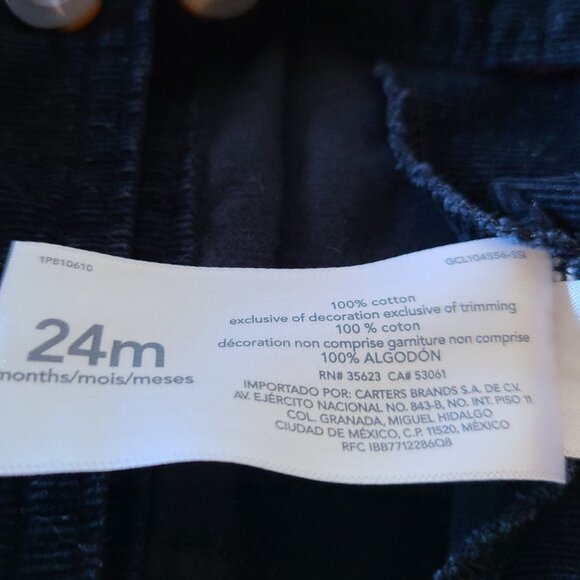 1P810610
GCL104556-SSI
24m
months/mois/meses
100% cotton
exclusive of decoration exclusive of trimming
100 % coton
décoration non comprise garniture non comprise
100% ALGODÓN
RN# 35623 CA# 53061
IMPORTADO POR: CARTERS BRANDS S.A. DE C.V.
AV. EJÉRCITO NACIONAL NO. 843-B, NO. INT. PISO 11
COL. GRANADA, MIGUEL HIDALGO
CIUDAD DE MÉXICO, C.P. 11520, MÉXICO
RFC IBB7712286Q8